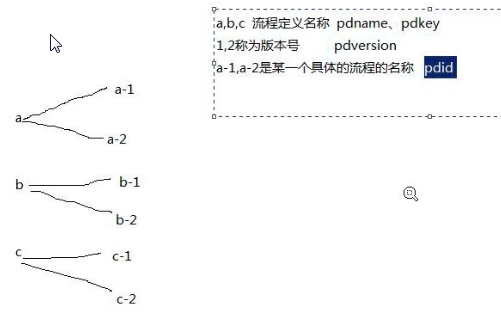 a,b,c 流程定义名称 pdname、pdkey
1,2称为版本号 pdversion
a-1,a-2是某一个具体的流程的名称 pdid
a-1
a
a-2
b
b-1
b-2
c
c-1
c-2